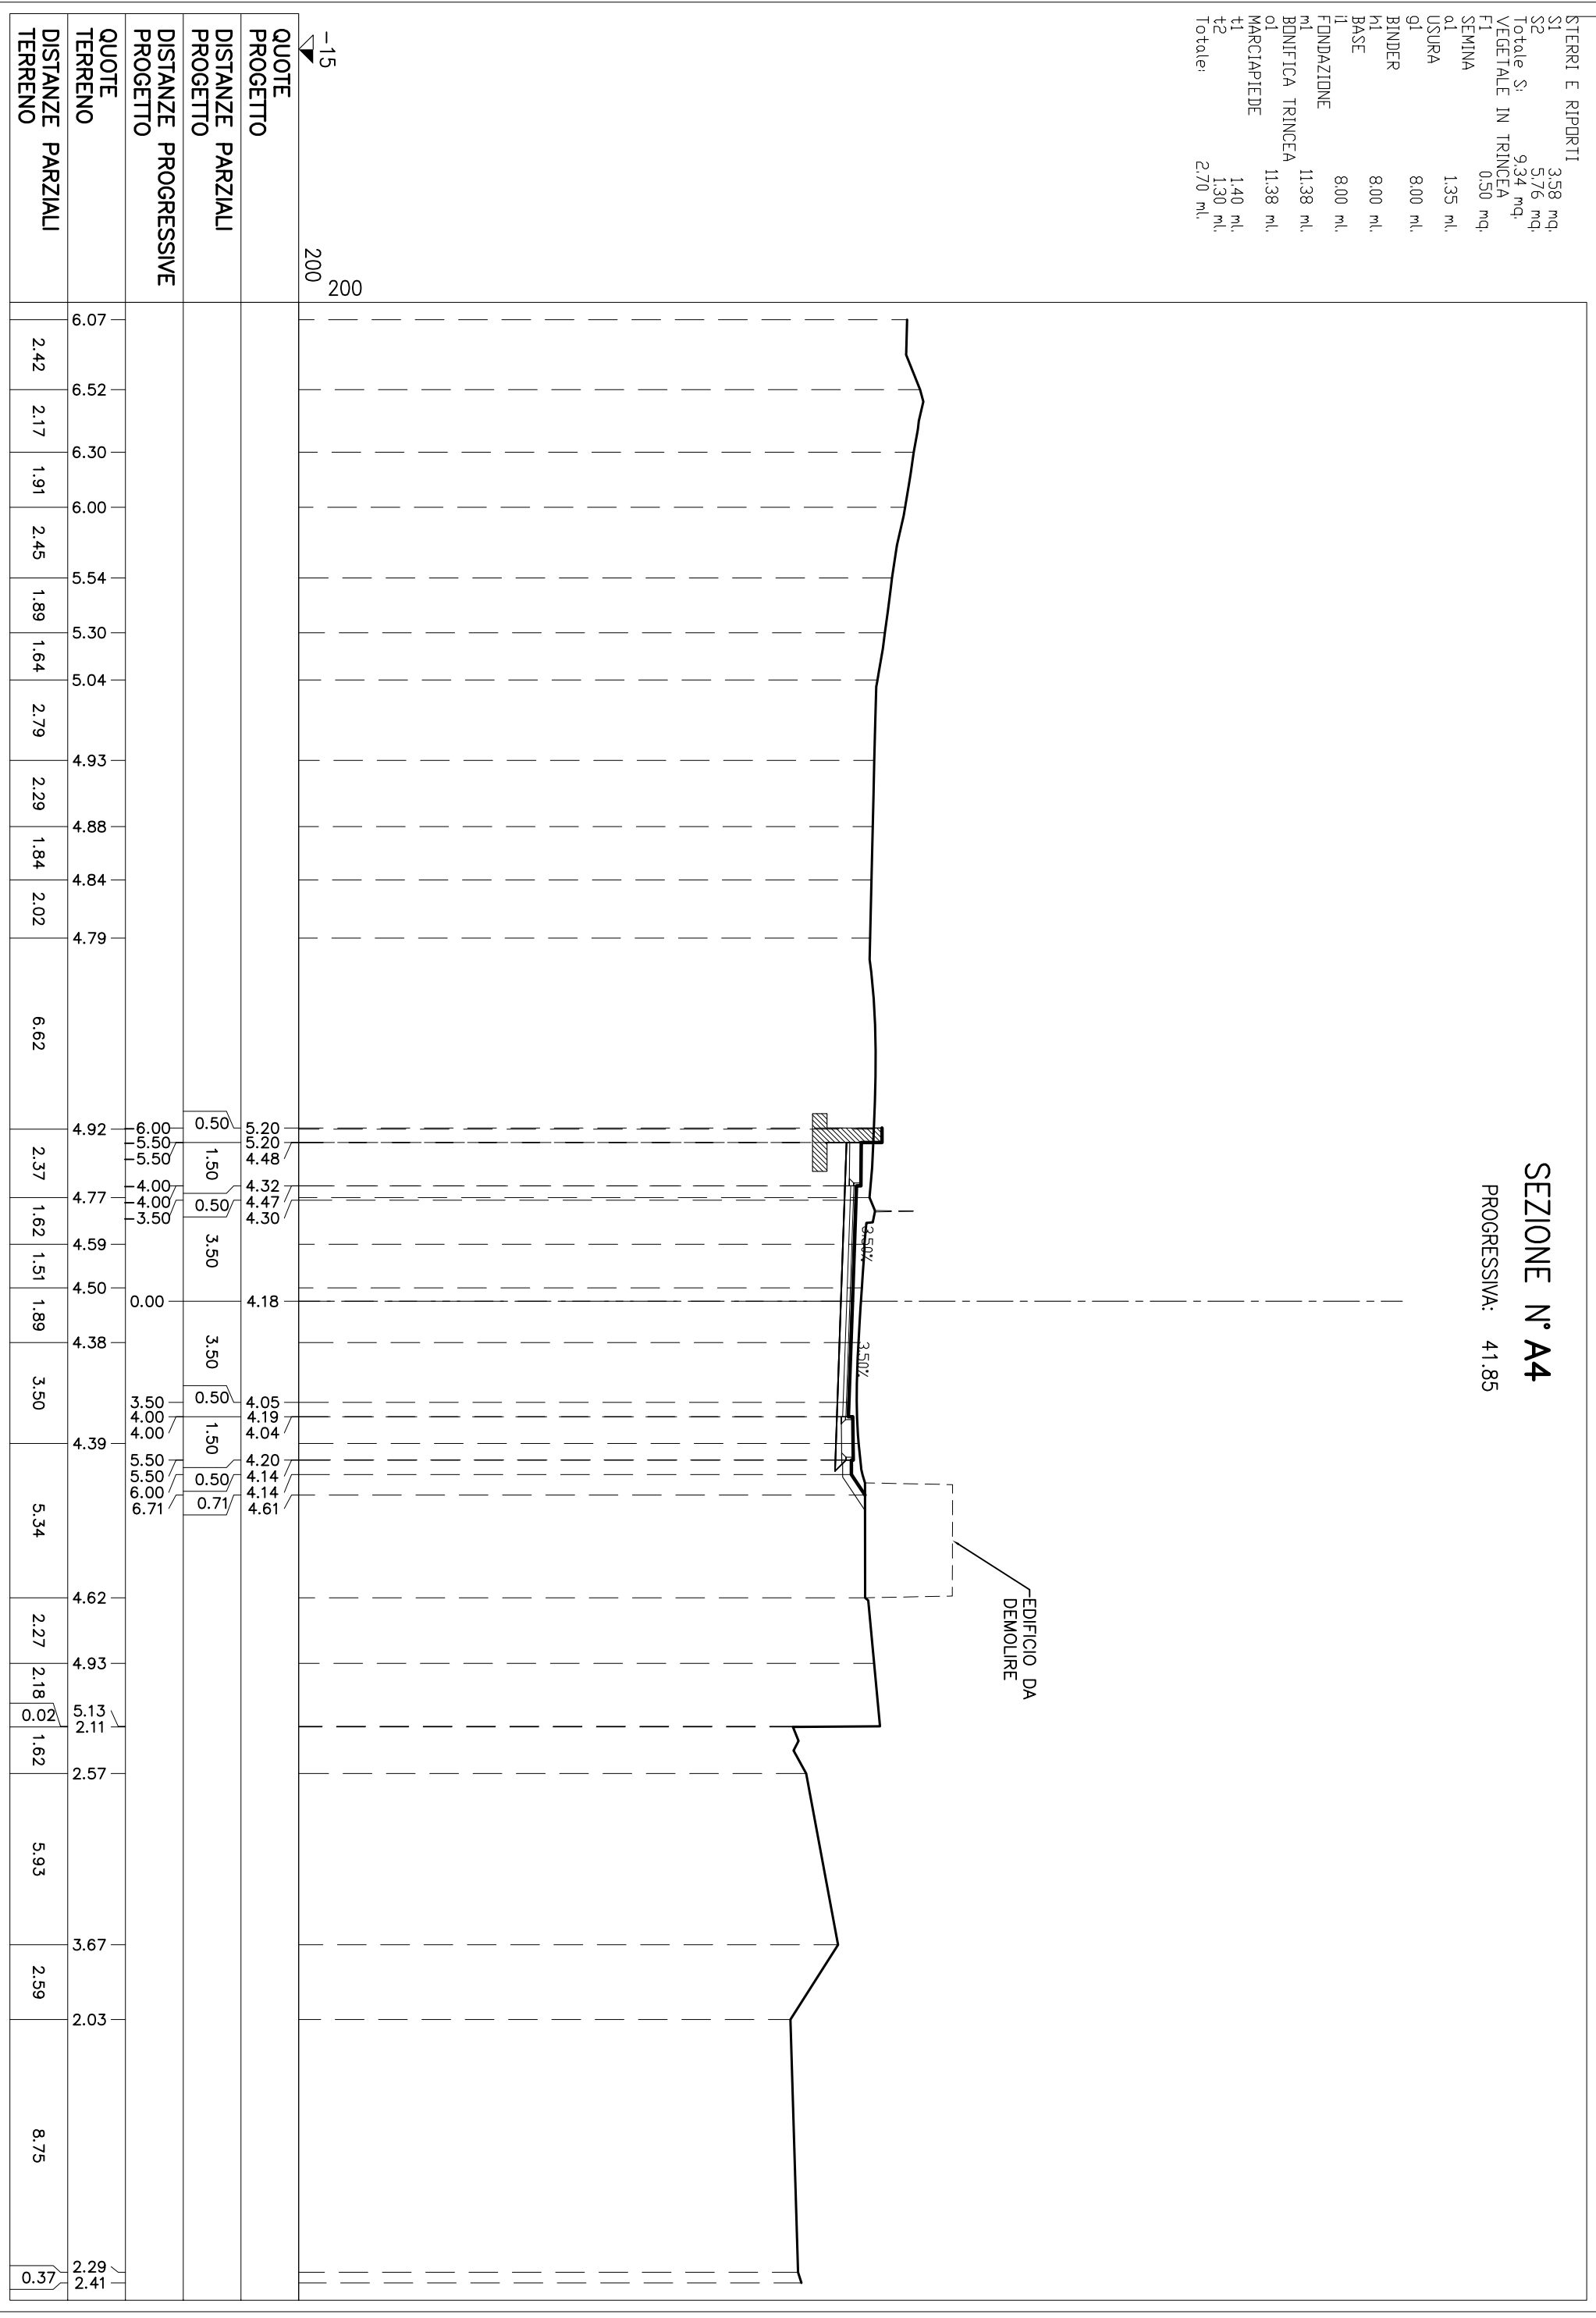 STERRI E RIPORTI
S1 3.58 mq.
S2 5.76 mq.
Totale S: 9.34 mq.
VEGETALE IN TRINCEA
F1 0.50 mq.
SEMINA
a1 1.35 ml.
USURA
g1 8.00 ml.
BINDER
h1 8.00 ml.
BASE
i1 8.00 ml.
FONDAZIONE
m1 11.38 ml.
BONIFICA TRINCEA
o1 11.38 ml.
MARCIAPIEDE
t1 1.40 ml.
t2 1.30 ml.
Totale: 2.70 ml.
SEZIONE N° A4
PROGRESSIVA: 41.85
EDIFICIO DA
DEMOLIRE
3.50% 3.50%
200
200
-15
QUOTE
PROGETTO
5.20 5.20 4.48 4.32 4.47 4.30 4.18 4.05 4.19 4.04 4.20 4.14 4.14 4.61
DISTANZE PARZIALI
PROGETTO
0.50 1.50 0.50 3.50 3.50 0.50 1.50 0.50 0.71
DISTANZE PROGRESSIVE
PROGETTO
-6.00 -5.50 -5.50 -4.00 -4.00 -3.50 0.00 3.50 4.00 4.00 5.50 5.50 6.00 6.71
QUOTE
TERRENO
6.07 6.52 6.30 6.00 5.54 5.30 5.04 4.93 4.88 4.84 4.79 4.92 4.77 4.59 4.50 4.38 4.39 4.62 4.93 5.13 2.11 2.57 3.67 2.03 2.29 2.41
DISTANZE PARZIALI
TERRENO
2.42 2.17 1.91 2.45 1.89 1.64 2.79 2.29 1.84 2.02 6.62 2.37 1.62 1.51 1.89 3.50 5.34 2.27 2.18 0.02 1.62 5.93 2.59 8.75 0.37